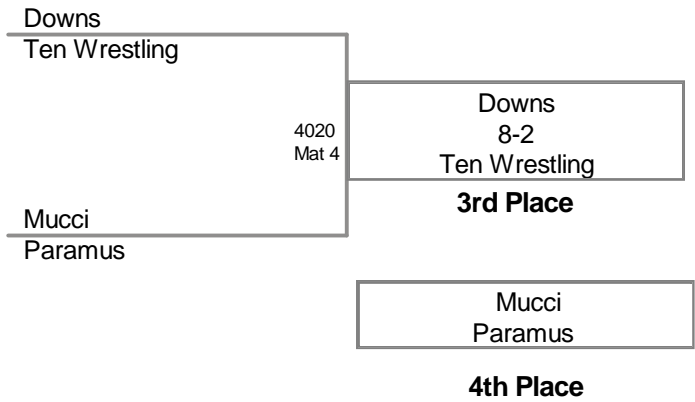 Downs
Ten Wrestling
4020
Mat 4
Downs
8-2
Ten Wrestling
3rd Place
Mucci
Paramus
Mucci
Paramus
4th Place